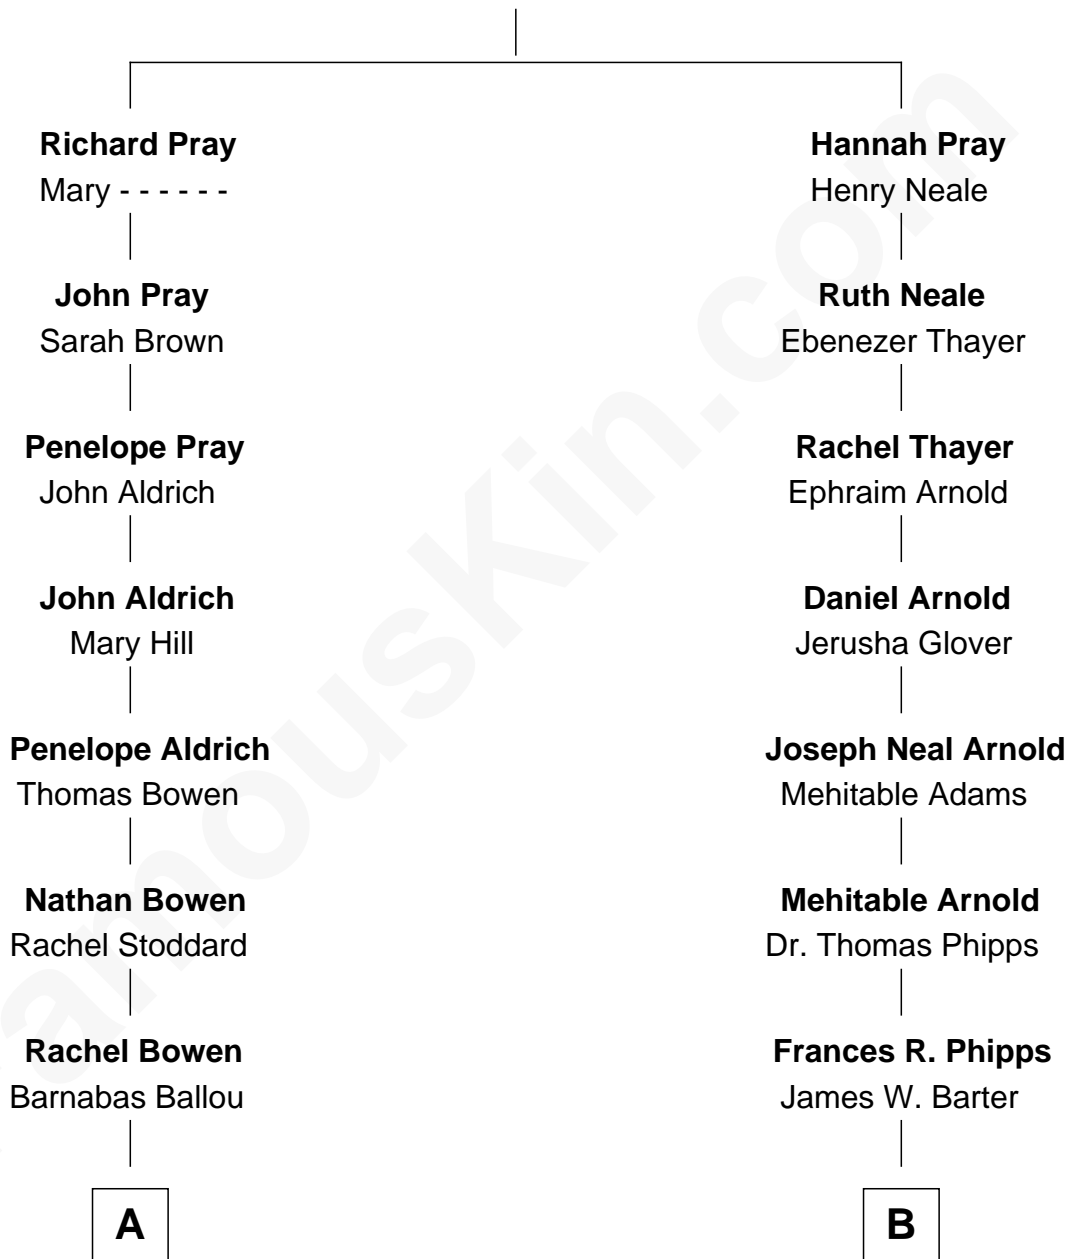 Richard Pray
Mary - - - - - -
John Pray
Sarah Brown
Penelope Pray
John Aldrich
John Aldrich
Mary Hill
Penelope Aldrich
Thomas Bowen
Nathan Bowen
Rachel Stoddard
Rachel Bowen
Barnabas Ballou
A
Hannah Pray
Henry Neale
Ruth Neale
Ebenezer Thayer
Rachel Thayer
Ephraim Arnold
Daniel Arnold
Jerusha Glover
Joseph Neal Arnold
Mehitable Adams
Mehitable Arnold
Dr. Thomas Phipps
Frances R. Phipps
James W. Barter
B
amousKin.com